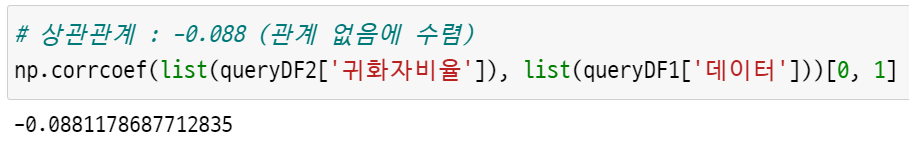 # 상관관계 : -0.088 (관계 없음에 수렴)
np.corrcoef(list(queryDF2['귀화자비율']), list(queryDF1['데이터']))[0, 1]
-0.0881178687712835